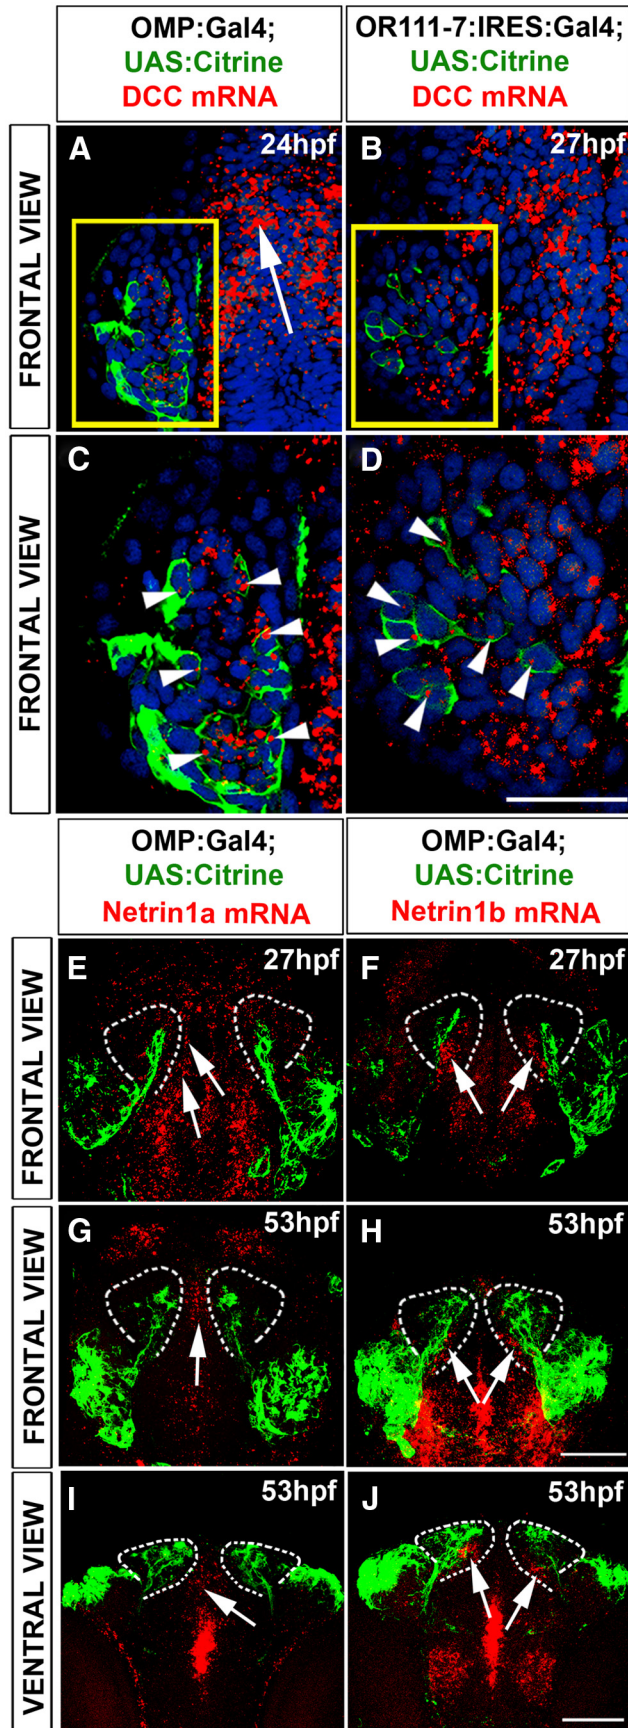 OMP:Gal4;
UAS:Citrine
DCC mRNA
OR111-7:IRES:Gal4;
UAS:Citrine
DCC mRNA
FRONTAL VIEW
A
24hpf
B
27hpf
FRONTAL VIEW
C
D
OMP:Gal4;
UAS:Citrine
Netrin1a mRNA
OMP:Gal4;
UAS:Citrine
Netrin1b mRNA
FRONTAL VIEW
E
27hpf
F
27hpf
FRONTAL VIEW
G
53hpf
H
53hpf
VENTRAL VIEW
I
53hpf
J
53hpf